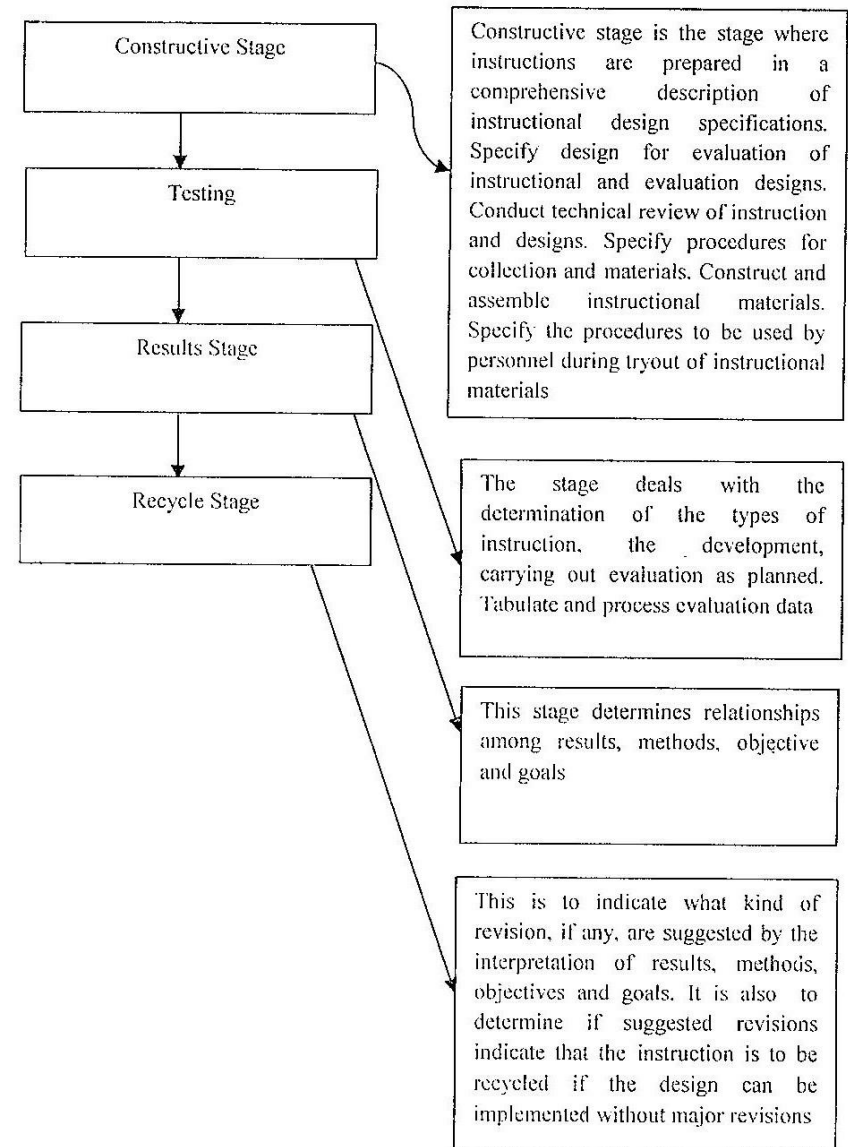 Constructive Stage
Testing
Results Stage
Recycle Stage
Constructive stage is the stage where
instructions are prepared in a
comprehensive description of
instructional design specifications.
Specify design for evaluation of
instructional and evaluation designs.
Conduct technical review of instruction
and designs. Specify procedures for
collection and materials. Construct and
assemble instructional materials.
Specify the procedures to be used by
personnel during tryout of instructional
materials
The stage deals with the
determination of the types of
instruction, the development,
carrying out evaluation as planned.
Tabulate and process evaluation data
This stage determines relationships
among results, methods, objective
and goals
This is to indicate what kind of
revision, if any, are suggested by the
interpretation of results, methods,
objectives and goals. It is also to
determine if suggested revisions
indicate that the instruction is to be
recycled if the design can be
implemented without major revisions